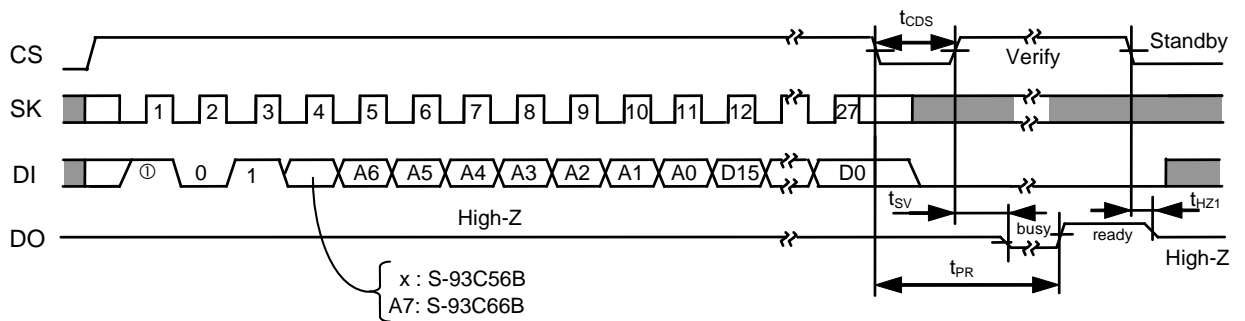 tCDS
CS
Verify
Standby
SK 1 2 3 4 5 6 7 8 9 10 11 12 27
DI ① 0 1 A6 A5 A4 A3 A2 A1 A0 D15 D0
tSV
tHZ1
High-Z
busy
ready
DO
High-Z
tPR
x : S-93C56B
A7: S-93C66B